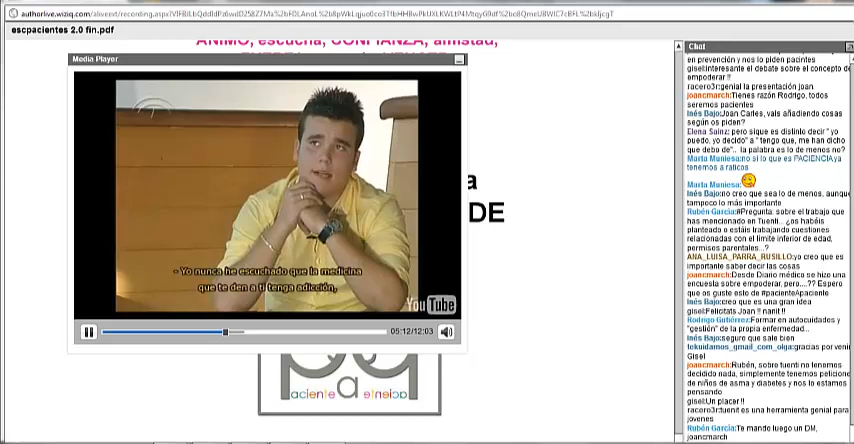 authorlive.wiziq.com/aliveext/recording.aspx?
escpacientes 2.0 fin.pdf
ÁNIMO, escucha, CONFIANZA, amistad,
Media Player
- Yo nunca he escuchado que la medicina
que te den a ti tenga adicción,
YouTube
05:12/12:03
a
DE
paciente a paciente
Chat
en prevención y nos lo piden pacintes
gisel:interesante el debate sobre el concepto de
empoderar !!
racero3r:genial la presentación joan.
joancmarch:Tienes razón Rodrigo, todos
seremos pacientes
Inés Bajo:Joan Carles, vais añadiendo cosas
según os piden?
Elena Sainz: pero sique es distinto decir " yo
puedo, yo decido" a " tengo que, me han dicho
que debo de".. la palabra es lo de menos no?
Marta Muniesa:no si lo que es PACIENCIA ya
tenemos a raticos
Marta Muniesa:
Inés Bajo:no creo que sea lo de menos, aunque
tampoco lo más importante
Rubén García:#Pregunta: sobre el trabajo que
has mencionado en Tuenti... ¿os habéis
planteado o estáis trabajando cuestiones
relacionadas con el límite inferior de edad,
permisos parentales...?
ANA_LUISA_PARRA_RUSILLO:yo creo que es
importante saber decir las cosas
joancmarch:Desde Diario médico se hizo una
encuesta sobre empoderar, pero....?? Espero
que os guste esto de #pacienteApaciente
Inés Bajo:creo que es una gran idea
gisel:Felicitats Joan !! nanit !!
Rodrigo Gutiérrez:Formar en autocuidados y
"gestión" de la propia enfermedad...
Inés Bajo:seguro que sale bien
tekuidamos_gmail_com_olga:gracias por venir
Gisel
joancmarch:Rubén, sobre tuenti no tenemos
decidido nada, simplemente tenemos peticione
de niños de asma y diabetes y nos lo estamos
pensando
gisel:Un placer !!
racero3r:tuenit es una herramienta genial para
jovenes
Rubén García:Te mando luego un DM,
joancmarch